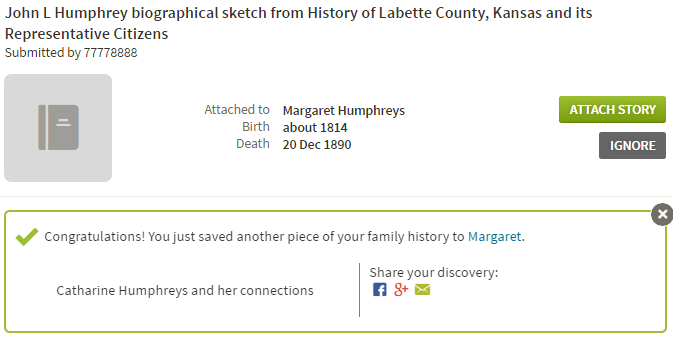 John L Humphrey biographical sketch from History of Labette County, Kansas and its
Representative Citizens
Submitted by 77778888
Attached to Margaret Humphreys
Birth about 1814
Death 20 Dec 1890
ATTACH STORY
IGNORE
Congratulations! You just saved another piece of your family history to Margaret.
Catharine Humphreys and her connections
Share your discovery:
f g+